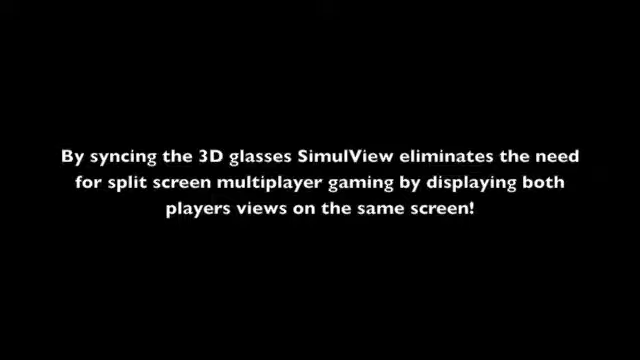 By syncing the 3D glasses SimulView eliminates the need
for split screen multiplayer gaming by displaying both
players views on the same screen!